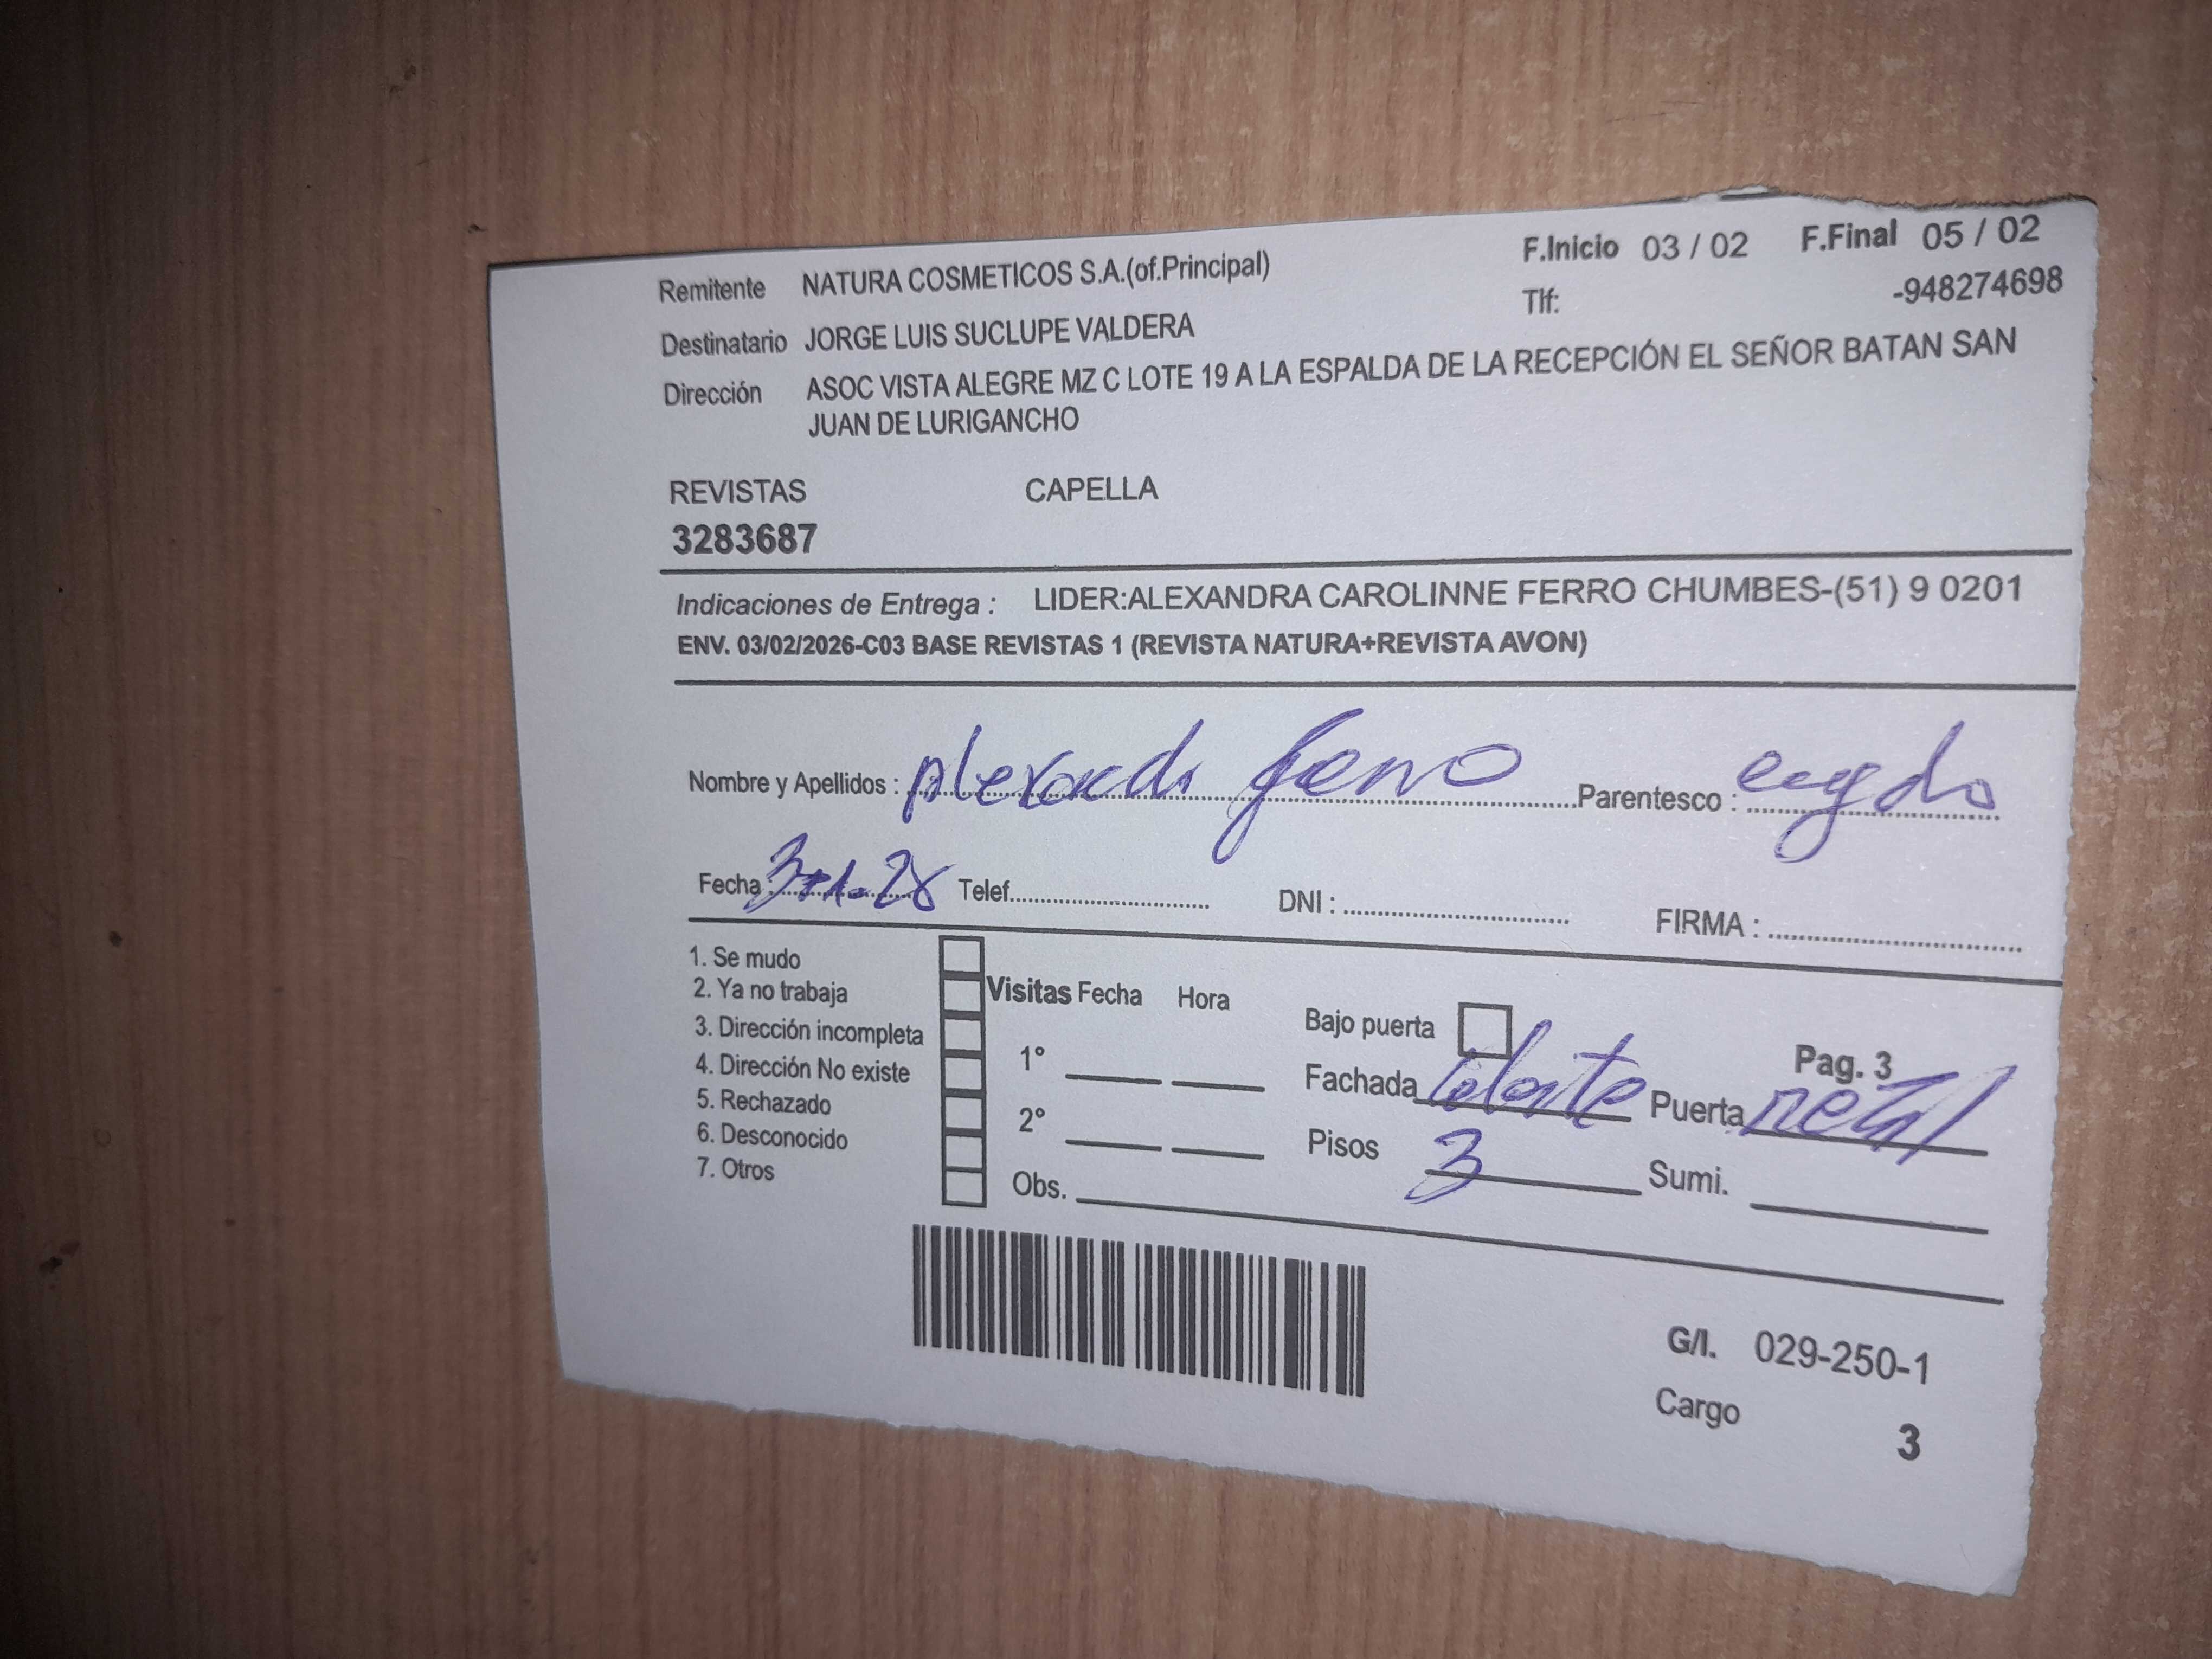 Remitente NATURA COSMETICOS S.A.(of.Principal) F.Inicio 03 / 02 F.Final 05 / 02
Tlf: -948274698
Destinatario JORGE LUIS SUCLUPE VALDERA
Dirección ASOC VISTA ALEGRE MZ C LOTE 19 A LA ESPALDA DE LA RECEPCIÓN EL SEÑOR BATAN SAN
JUAN DE LURIGANCHO
REVISTAS CAPELLA
3283687
Indicaciones de Entrega : LIDER:ALEXANDRA CAROLINNE FERRO CHUMBES-(51) 9 0201
ENV. 03/02/2026-C03 BASE REVISTAS 1 (REVISTA NATURA+REVISTA AVON)
Nombre y Apellidos : Parentesco :
Fecha : Telef. DNI : FIRMA :
1. Se mudo
2. Ya no trabaja
3. Dirección incompleta
4. Dirección No existe
5. Rechazado
6. Desconocido
7. Otros
Visitas Fecha Hora
1°
2°
Obs.
Bajo puerta
Pag. 3
Fachada Celeste Puerta metal
Pisos 3 Sumi.
G/I. 029-250-1
Cargo 3